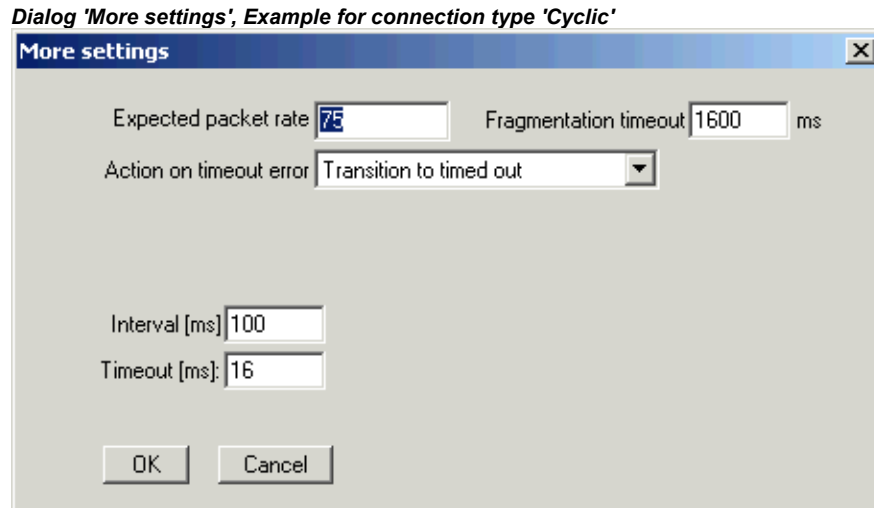 Dialog 'More settings', Example for connection type 'Cyclic'
More settings
Expected packet rate 75 Fragmentation timeout 1600 ms
Action on timeout error Transition to timed out
Interval [ms] 100
Timeout [ms]: 16
OK Cancel